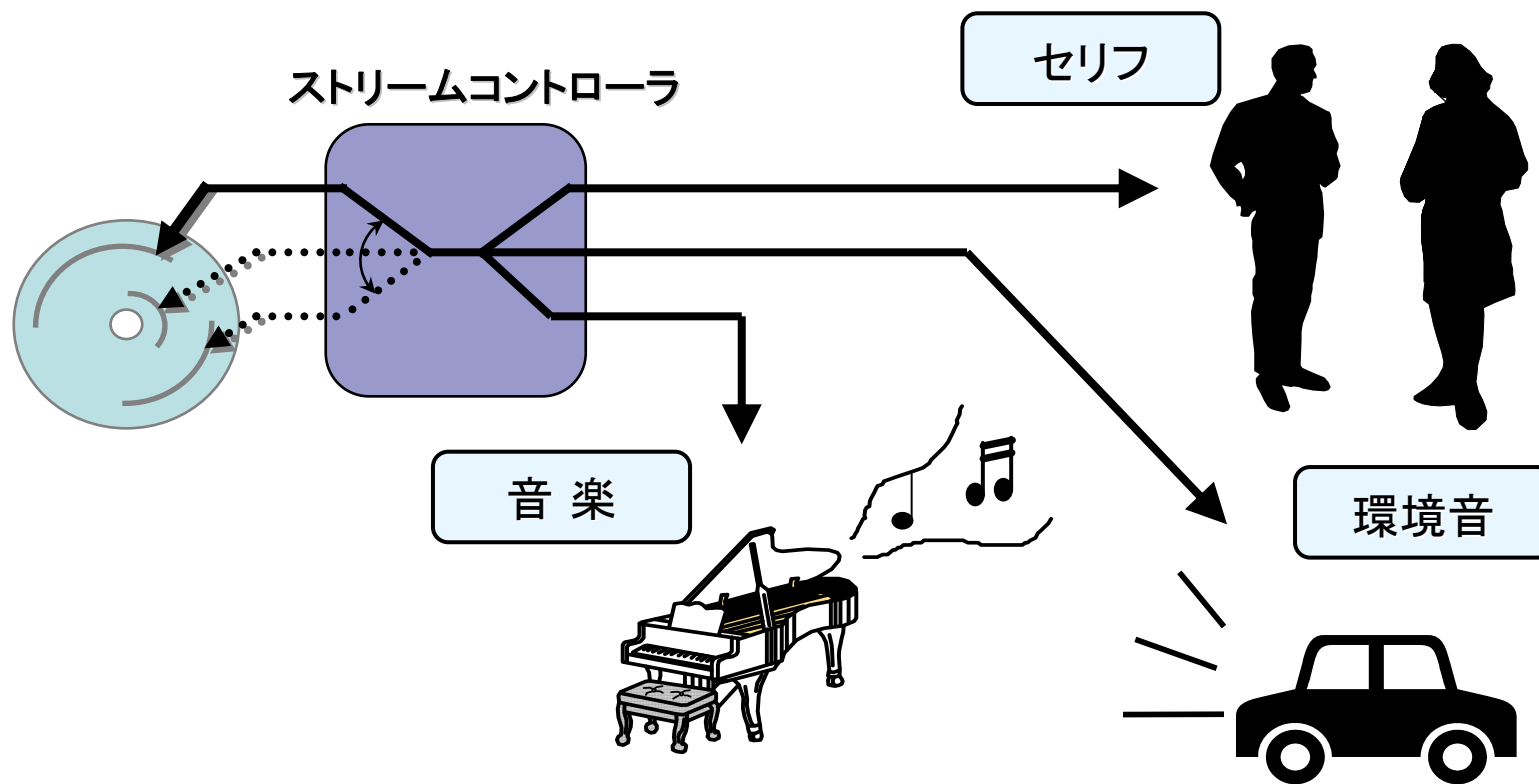 セリフ
ストリームコントローラ
音 楽
環境音